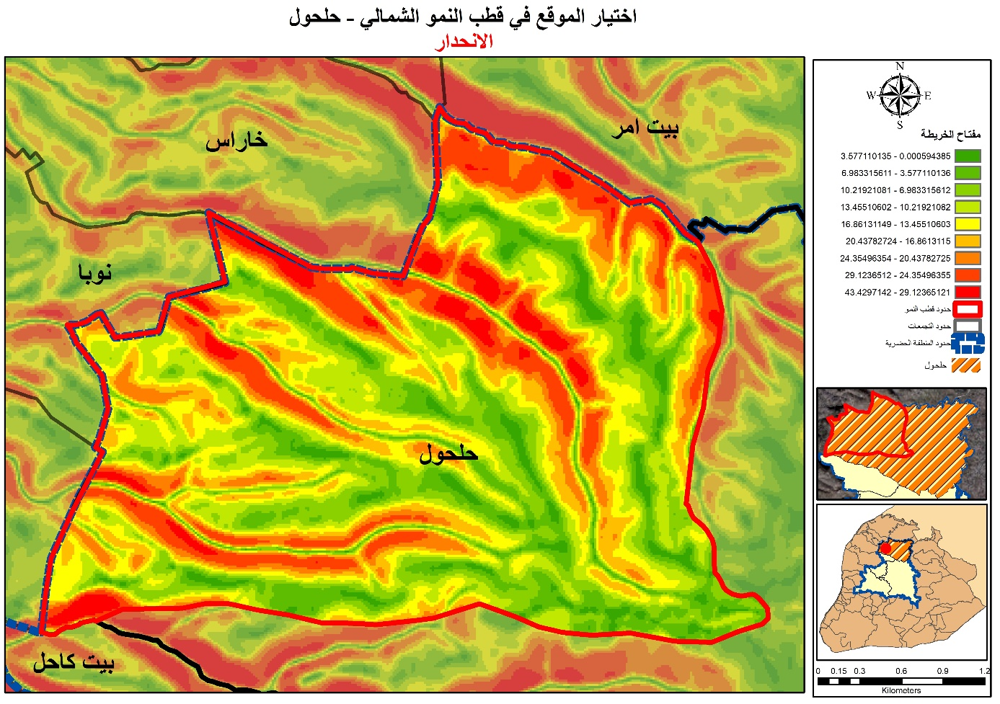 اختيار الموقع في قطب النمو الشمالي - حلحول
الانحدار
بيت امر
خاراس
نوبا
حلحول
بيت كاحل
N
W E
S
مفتاح الخريطة
3.577110135 - 0.000594385
6.983315611 - 3.577110136
10.21921081 - 6.983315612
13.45510602 - 10.21921082
16.86131149 - 13.45510603
20.43782724 - 16.8613115
24.35496354 - 20.43782725
29.1236512 - 24.35496355
43.4297142 - 29.12365121
حدود قطب النمو
حدود التجمعات
حدود المنطقة الحضرية
حلحول
0 0.15 0.3 0.6 0.9 1.2
Kilometers